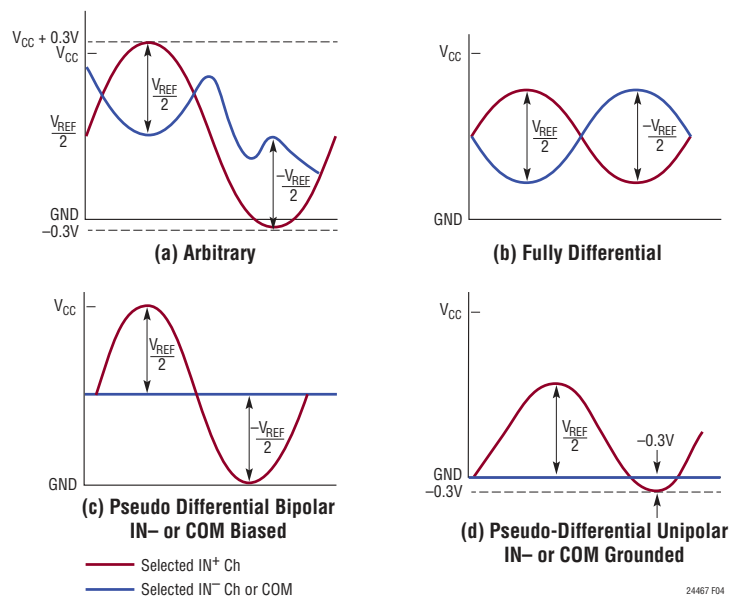 VCC + 0.3V
VCC
VREF
2
VREF
2
–VREF
2
GND
–0.3V
(a) Arbitrary
VCC
VREF
2
–VREF
2
GND
(b) Fully Differential
VCC
VREF
2
–VREF
2
GND
(c) Pseudo Differential Bipolar
IN– or COM Biased
VCC
VREF
2
–0.3V
GND
–0.3V
(d) Pseudo-Differential Unipolar
IN– or COM Grounded
Selected IN+ Ch
Selected IN– Ch or COM
24467 F04